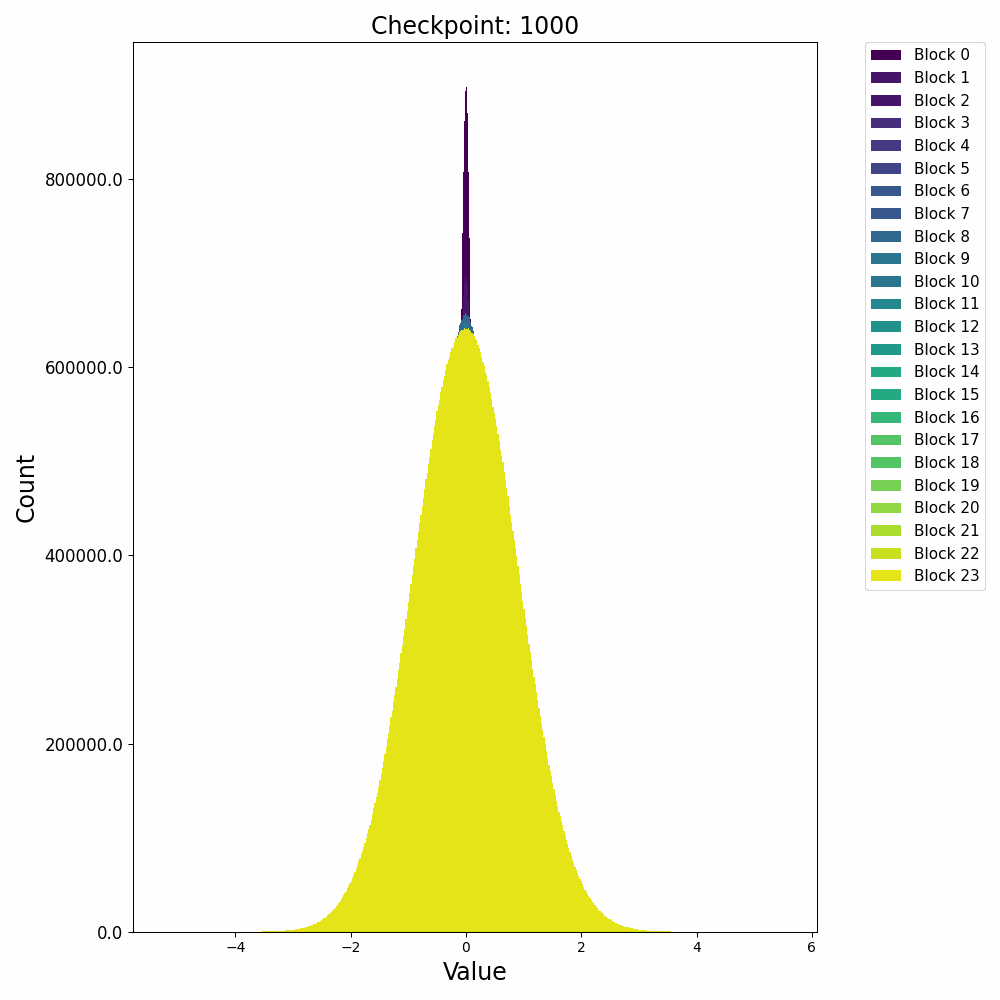 Checkpoint: 1000
Block 0
Block 1
Block 2
Block 3
Block 4
Block 5
Block 6
Block 7
Block 8
Block 9
Block 10
Block 11
Block 12
Block 13
Block 14
Block 15
Block 16
Block 17
Block 18
Block 19
Block 20
Block 21
Block 22
Block 23
800000.0
600000.0
400000.0
200000.0
0.0
Count
−4 −2 0 2 4 6
Value